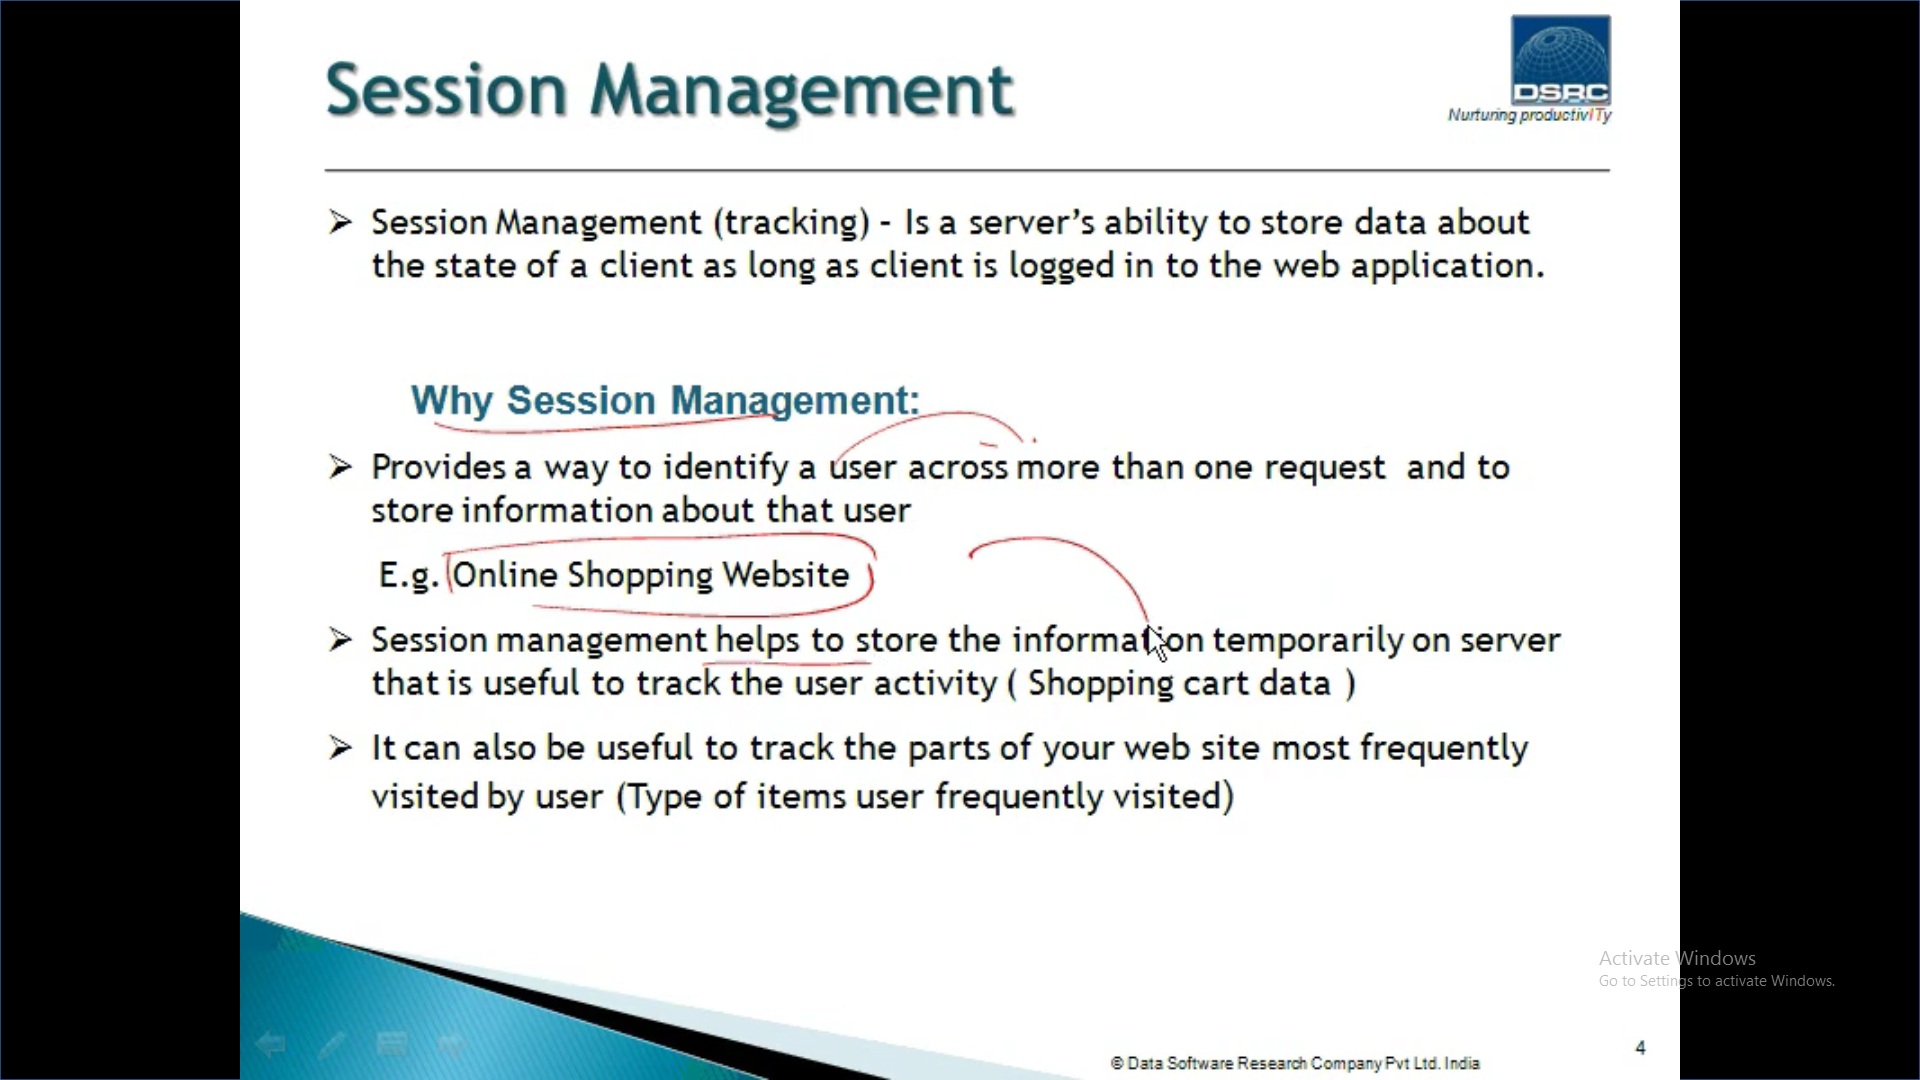 Session Management
DSRC
Nurturing productivITy
➢ Session Management (tracking) - Is a server’s ability to store data about
the state of a client as long as client is logged in to the web application.
Why Session Management:
➢ Provides a way to identify a user across more than one request and to
store information about that user
E.g. Online Shopping Website
➢ Session management helps to store the information temporarily on server
that is useful to track the user activity ( Shopping cart data )
➢ It can also be useful to track the parts of your web site most frequently
visited by user (Type of items user frequently visited)
Activate Windows
Go to Settings to activate Windows.
4
© Data Software Research Company Pvt Ltd. India